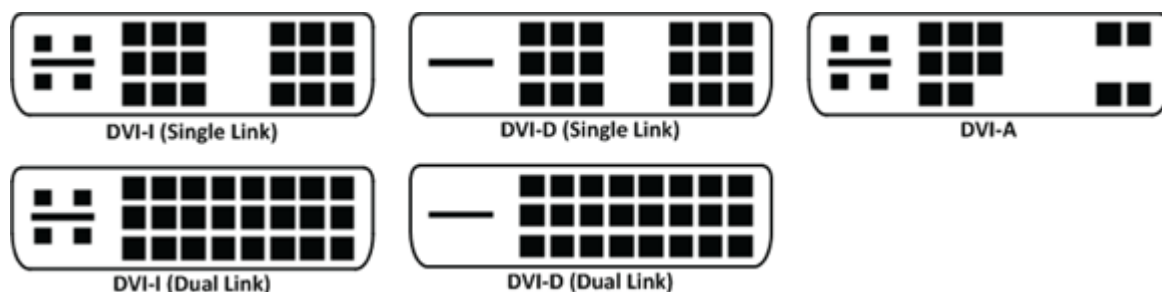 DVI-I (Single Link)
DVI-D (Single Link)
DVI-A
DVI-I (Dual Link)
DVI-D (Dual Link)